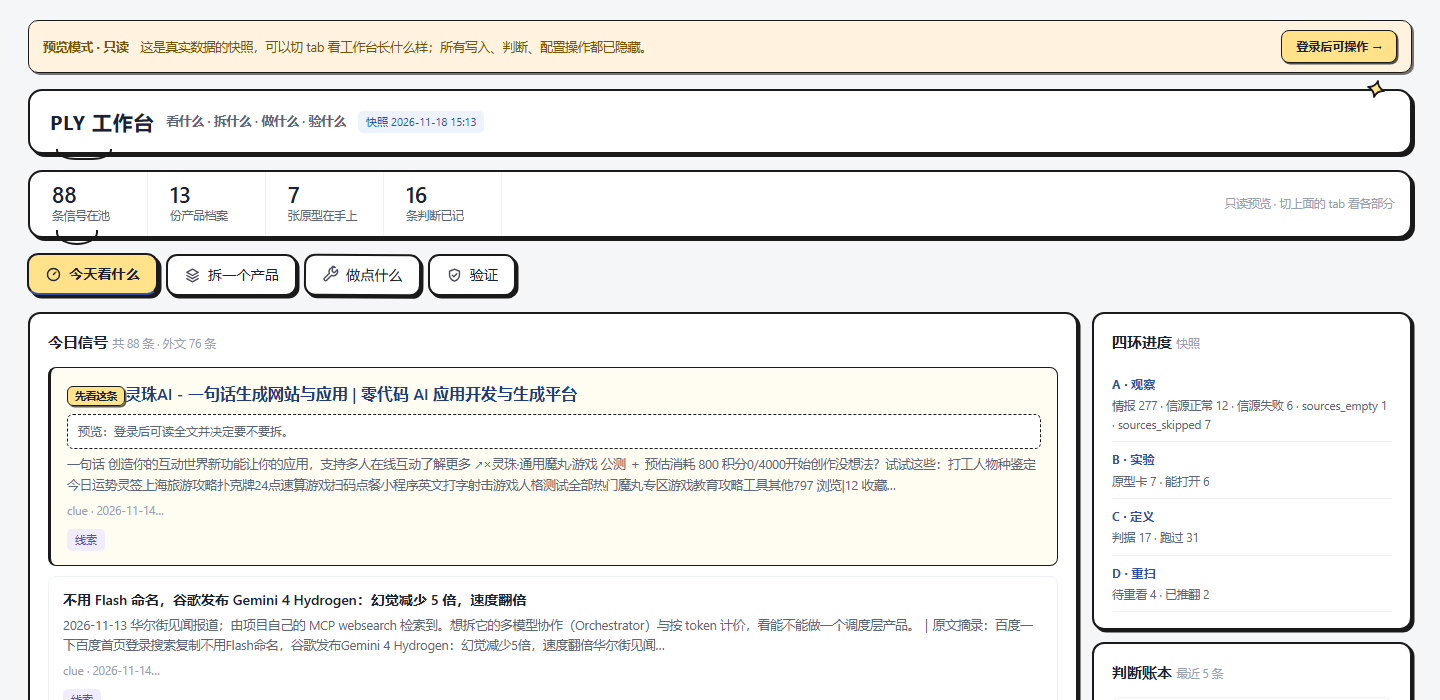 预览模式 · 只读 这是真实数据的快照，可以切 tab 看工作台长什么样；所有写入、判断、配置操作都已隐藏。
登录后可操作 →
PLY 工作台 看什么 · 拆什么 · 做什么 · 验什么 快照 2026-11-18 15:13
88
条信号在池
13
份产品档案
7
张原型在手上
16
条判断已记
只读预览 · 切上面的 tab 看各部分
今天看什么
拆一个产品
做点什么
验证
今日信号 共 88 条 · 外文 76 条
先看这条 灵珠AI - 一句话生成网站与应用 | 零代码 AI 应用开发与生成平台
预览：登录后可读全文并决定要不要拆。
一句话 创造你的互动世界新功能让你的应用，支持多人在线互动了解更多 ↗×灵珠·通用魔丸·游戏 公测 ＋ 预估消耗 800 积分0/4000开始创作没想法？试试这些：打工人物种鉴定
今日运势灵签上海旅游攻略扑克牌24点速算游戏扫码点餐小程序英文打字射击游戏人格测试全部热门魔丸专区游戏教育攻略工具其他797 浏览|12 收藏...
clue · 2026-11-14...
线索
不用 Flash 命名，谷歌发布 Gemini 4 Hydrogen：幻觉减少 5 倍，速度翻倍
2026-11-13 华尔街见闻报道；由项目自己的 MCP websearch 检索到。想拆它的多模型协作（Orchestrator）与按 token 计价，看能不能做一个调度层产品。 | 原文摘录：百度一
下百度首页登录搜索复制不用Flash命名，谷歌发布Gemini 4 Hydrogen：幻觉减少5倍，速度翻倍华尔街见闻...
clue · 2026-11-14...
线索
四环进度 快照
A · 观察
情报 277 · 信源正常 12 · 信源失败 6 · sources_empty 1
· sources_skipped 7
B · 实验
原型卡 7 · 能打开 6
C · 定义
判据 17 · 跑过 31
D · 重扫
待重看 4 · 已推翻 2
判断账本 最近 5 条